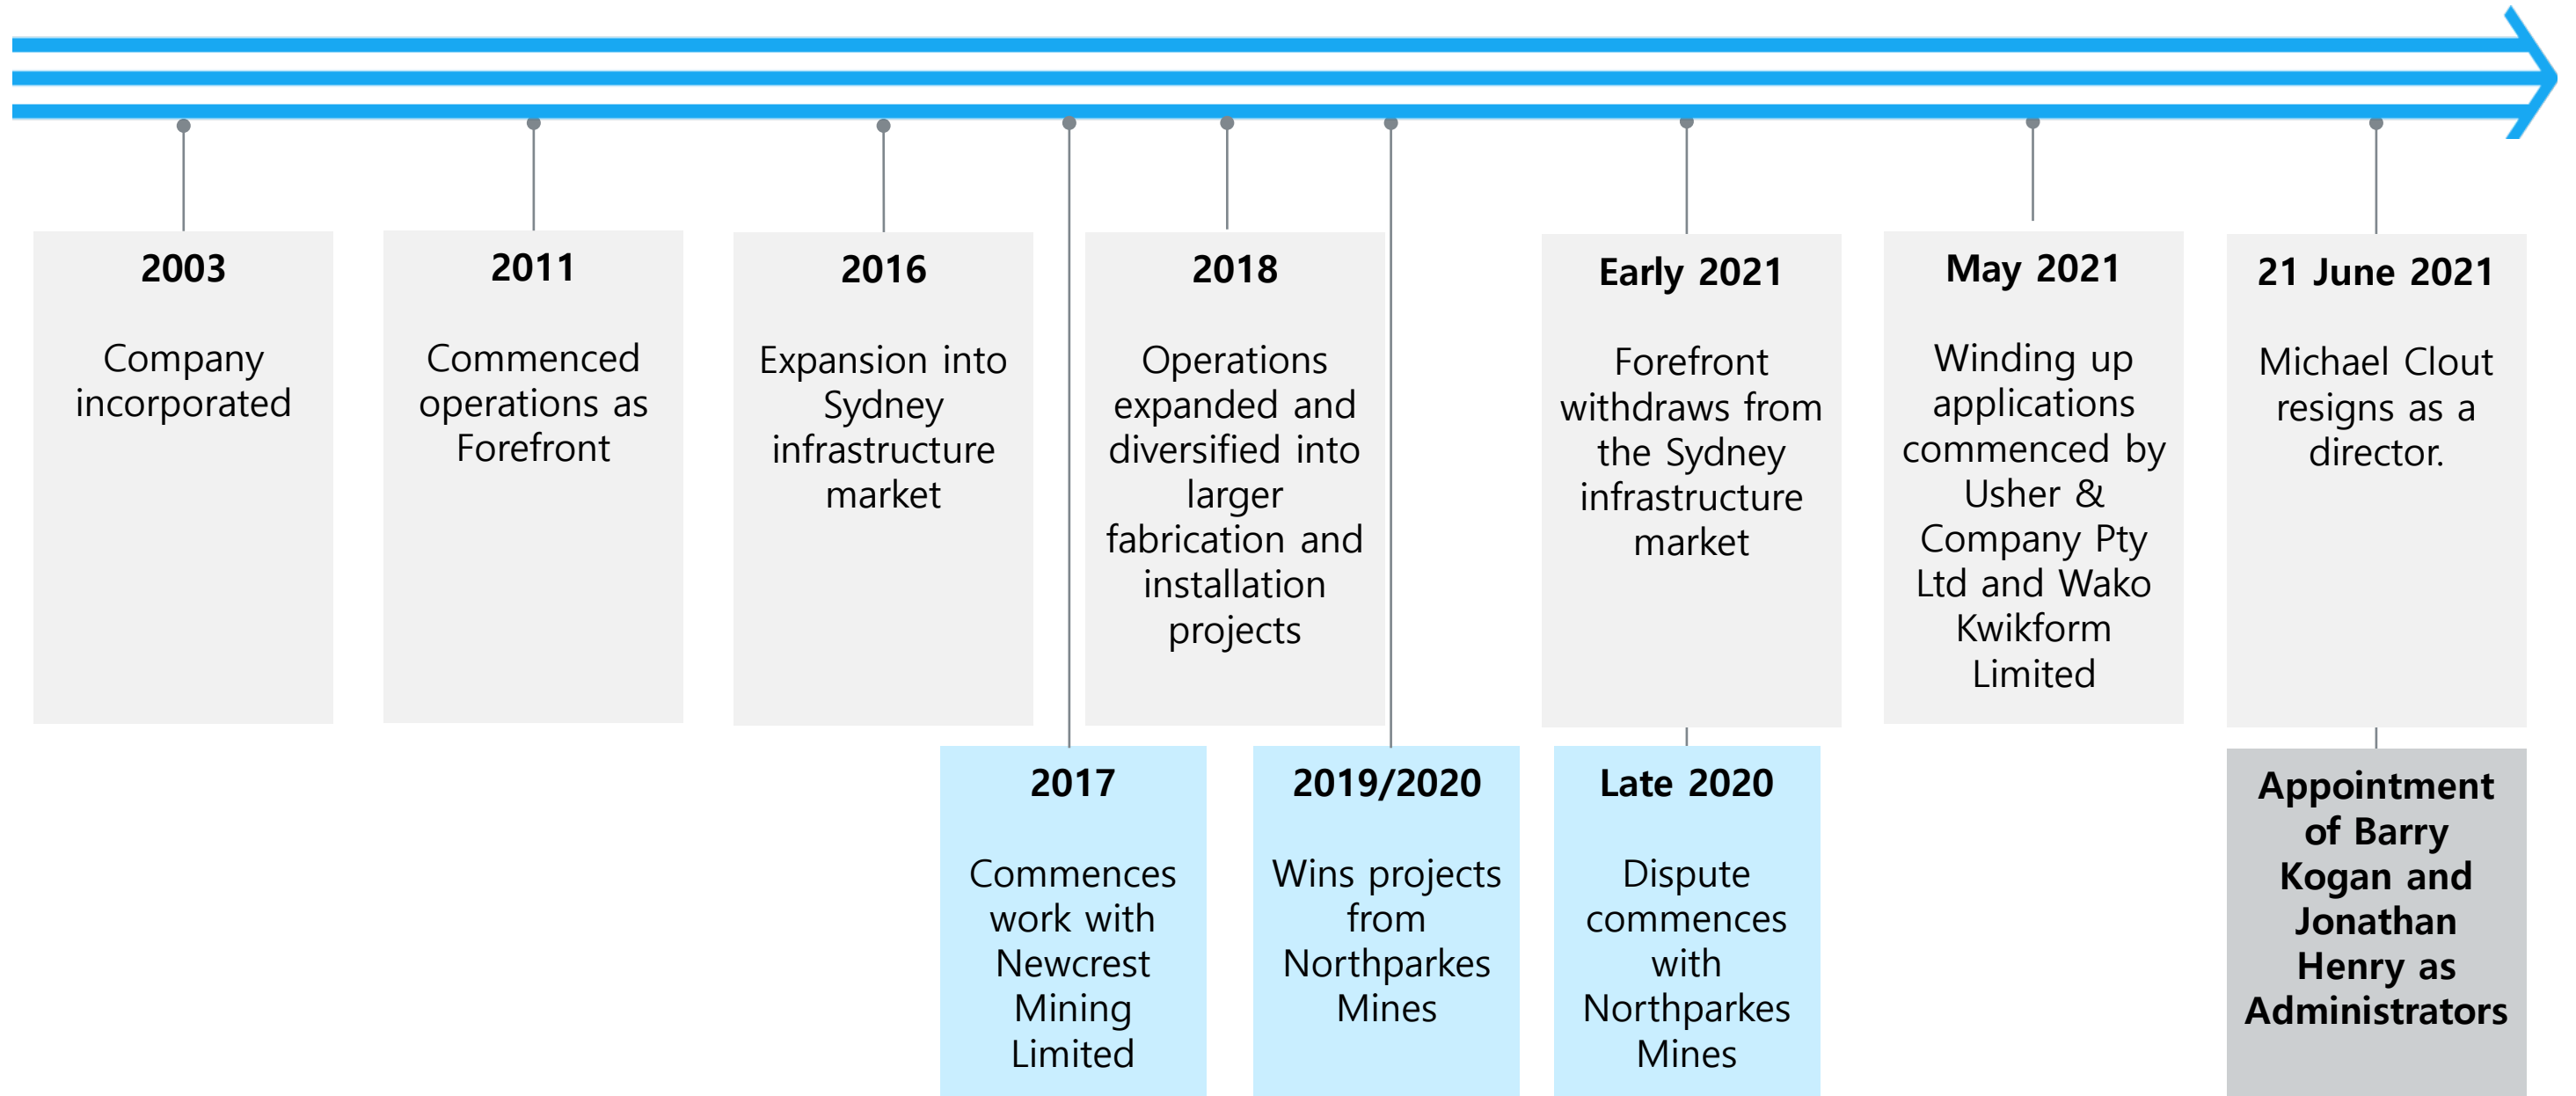 2003
Company
incorporated
2011
Commenced
operations as
Forefront
2016
Expansion into
Sydney
infrastructure
market
2018
Operations
expanded and
diversified into
larger
fabrication and
installation
projects
Early 2021
Forefront
withdraws from
the Sydney
infrastructure
market
May 2021
Winding up
applications
commenced by
Usher &
Company Pty
Ltd and Wako
Kwikform
Limited
21 June 2021
Michael Clout
resigns as a
director.
2017
Commences
work with
Newcrest
Mining
Limited
2019/2020
Wins projects
from
Northparkes
Mines
Late 2020
Dispute
commences
with
Northparkes
Mines
Appointment
of Barry
Kogan and
Jonathan
Henry as
Administrators